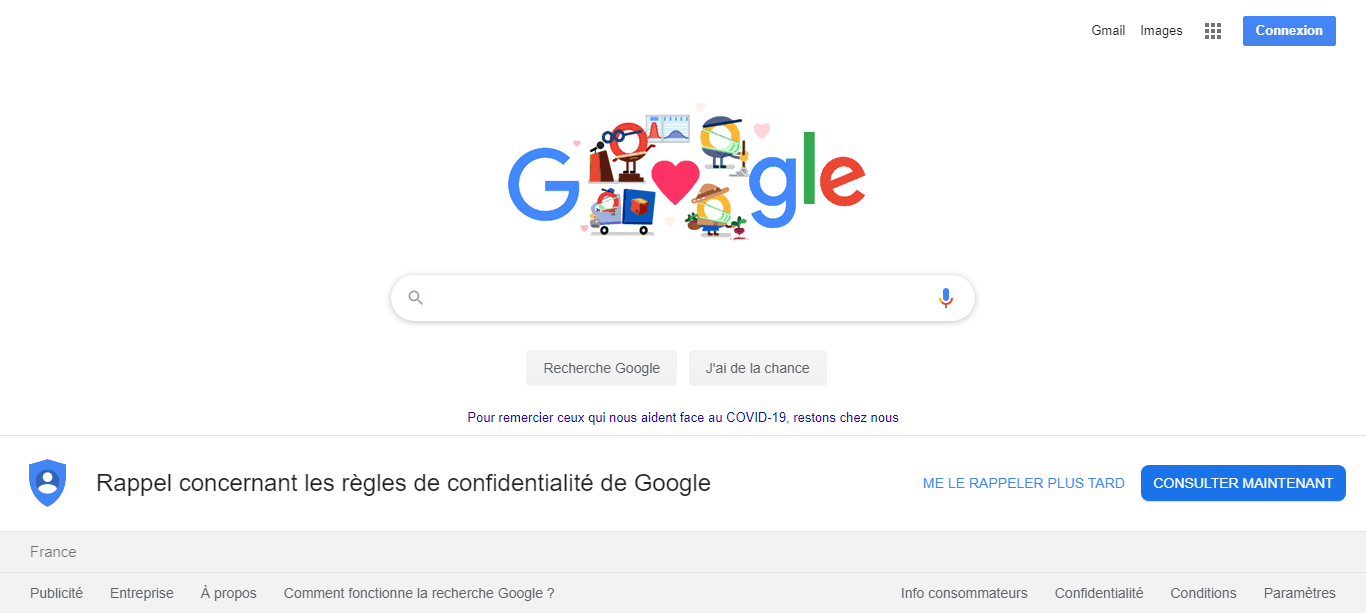 Gmail Images Connexion
Google
Recherche Google J'ai de la chance
Pour remercier ceux qui nous aident face au COVID-19, restons chez nous
Rappel concernant les règles de confidentialité de Google ME LE RAPPELER PLUS TARD CONSULTER MAINTENANT
France
Publicité Entreprise À propos Comment fonctionne la recherche Google ? Info consommateurs Confidentialité Conditions Paramètres